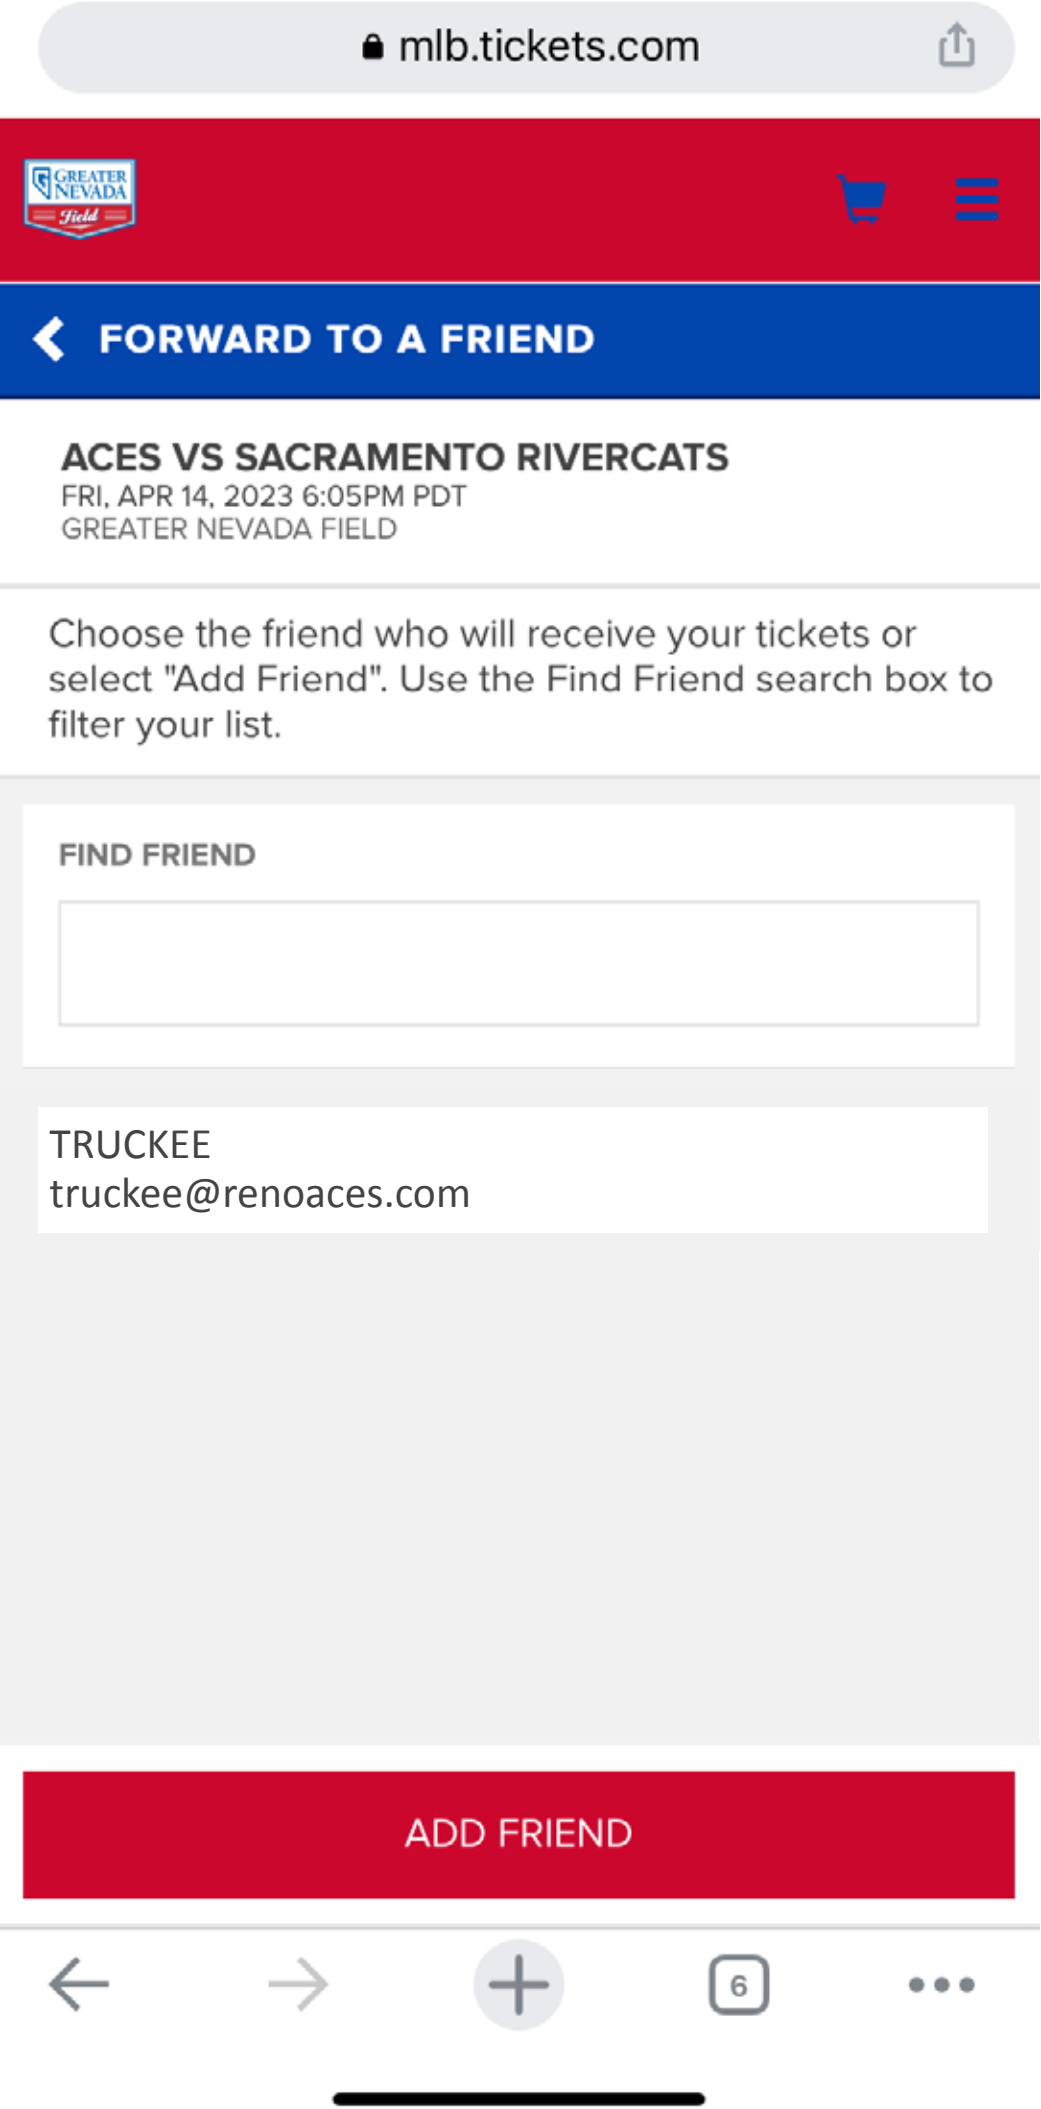 mlb.tickets.com
GREATER
NEVADA
Field
FORWARD TO A FRIEND
ACES VS SACRAMENTO RIVERCATS
FRI, APR 14, 2023 6:05PM PDT
GREATER NEVADA FIELD
Choose the friend who will receive your tickets or
select "Add Friend". Use the Find Friend search box to
filter your list.
FIND FRIEND
TRUCKEE
truckee@renoaces.com
ADD FRIEND
6